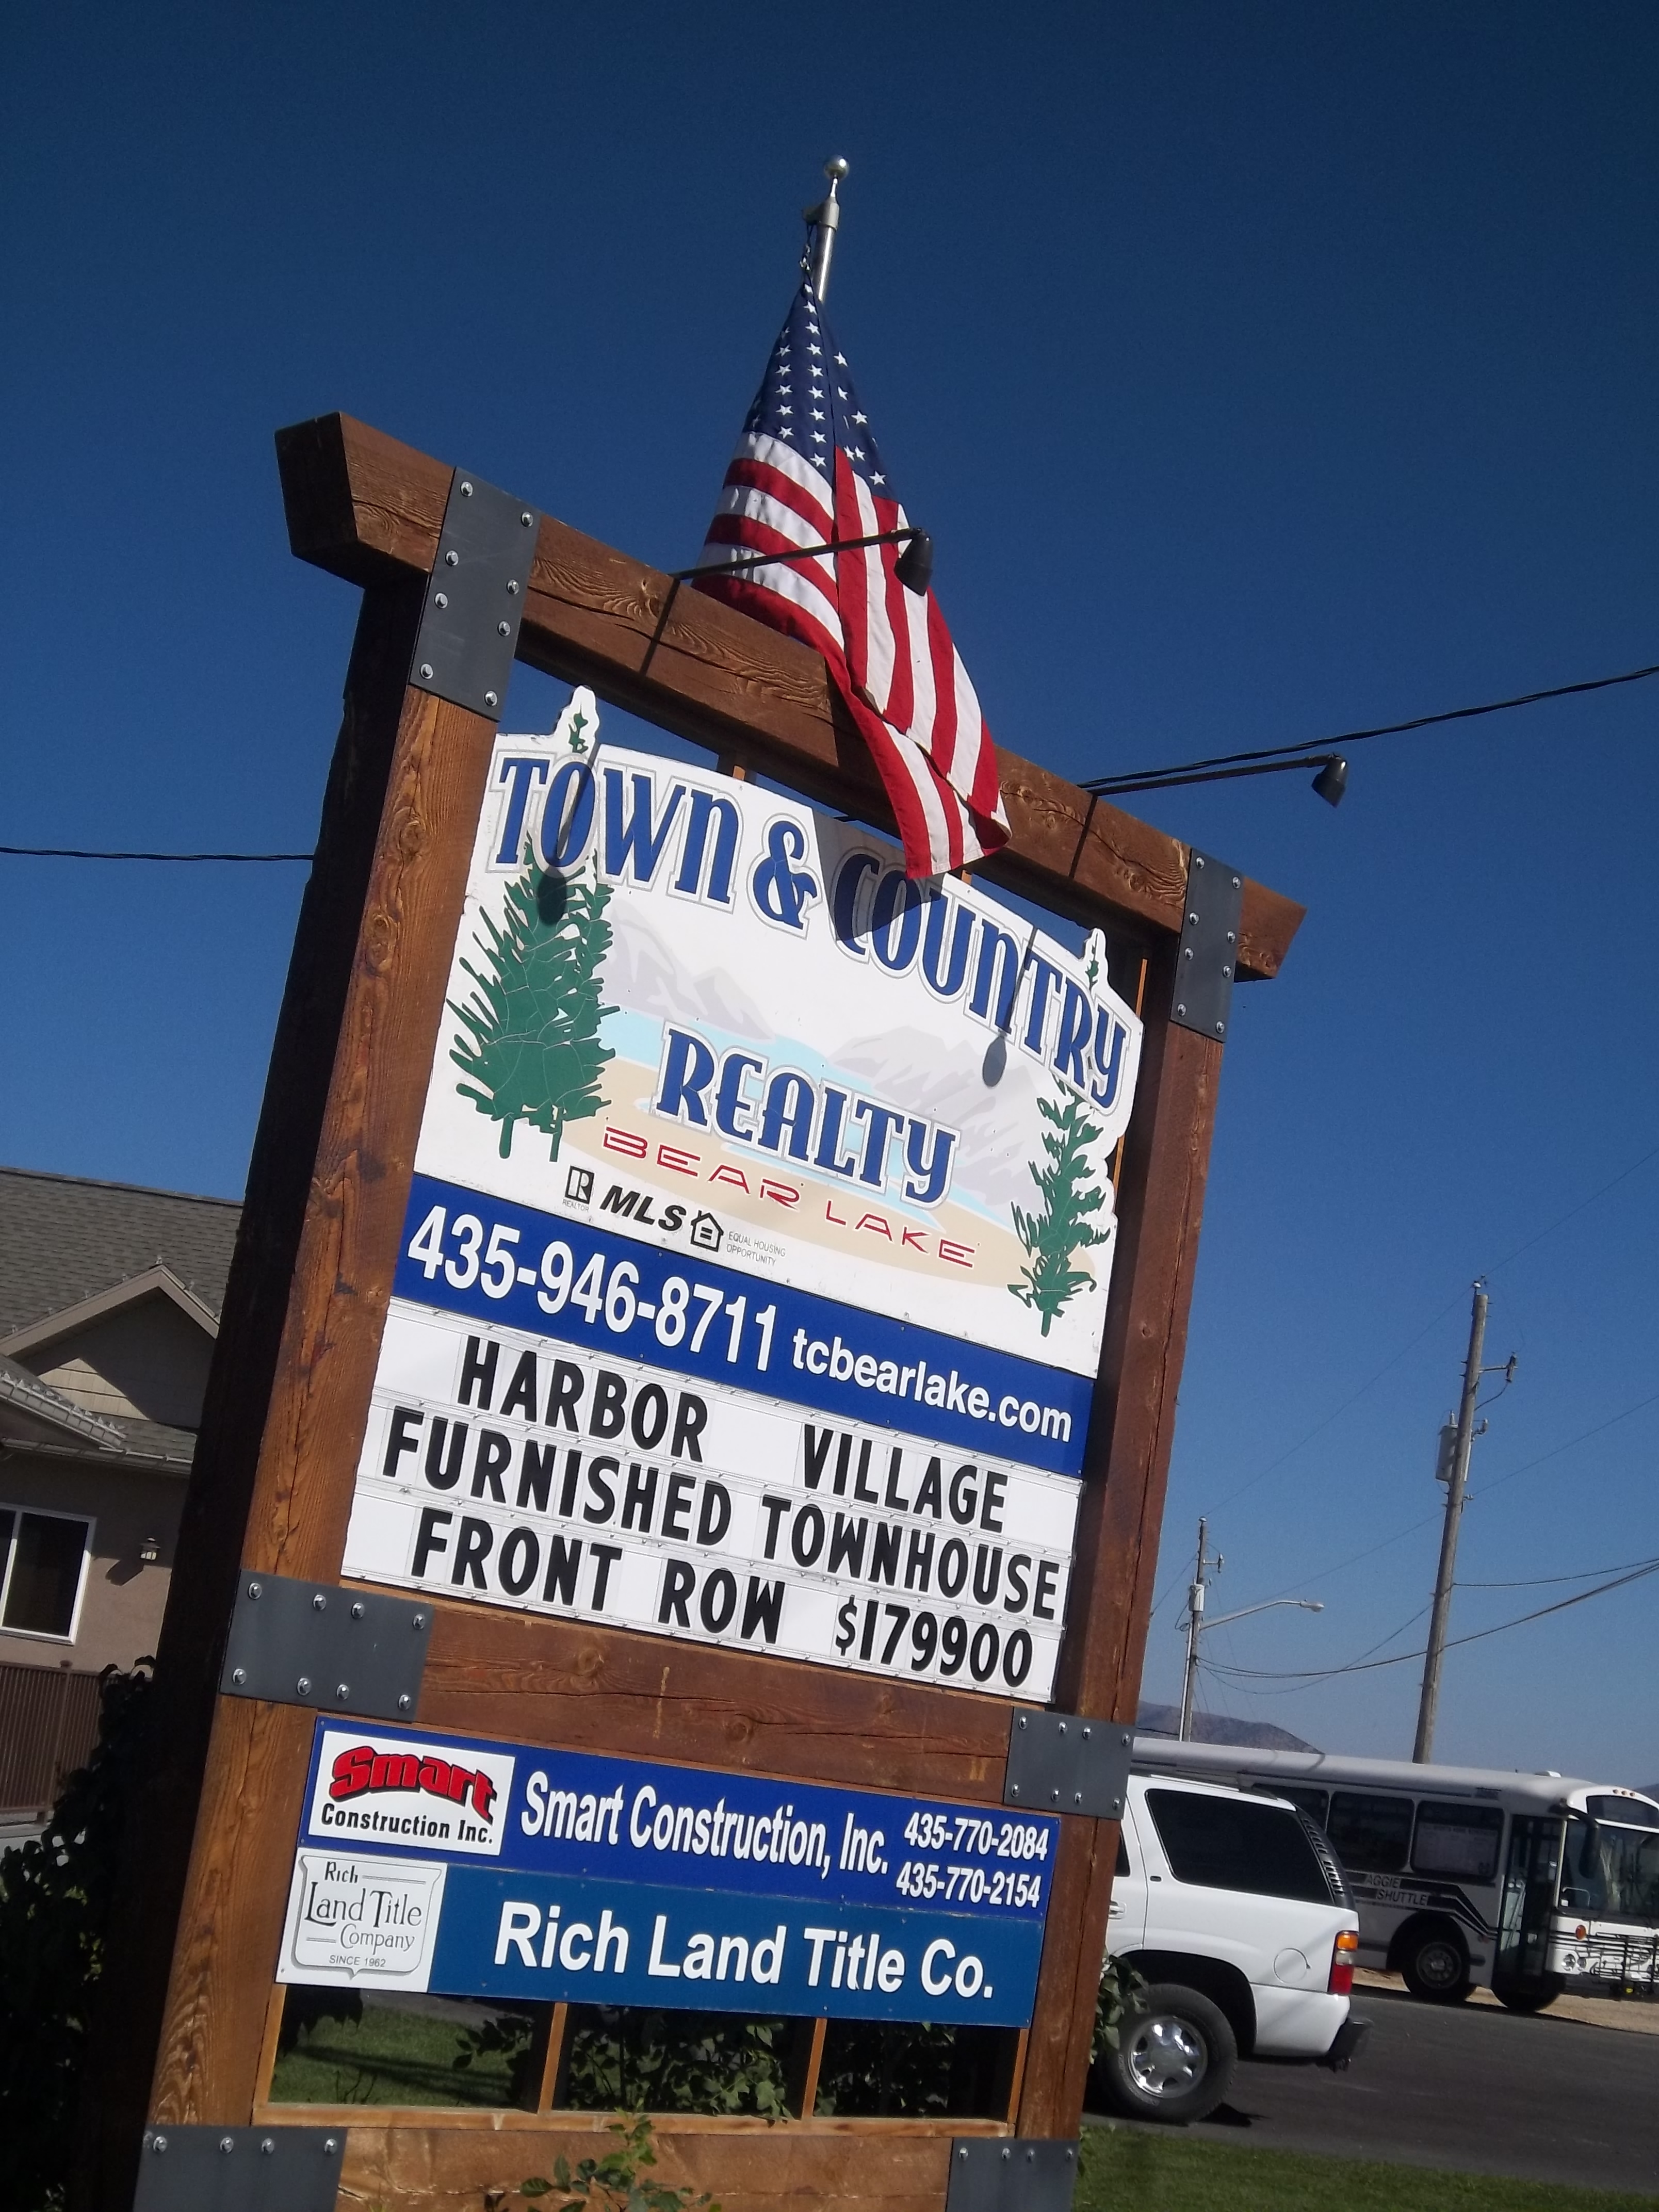 TOWN & COUNTRY
REALTY
BEAR LAKE
R
REALTOR
MLS
EQUAL HOUSING
OPPORTUNITY
435-946-8711 tcbearlake.com
HARBOR VILLAGE
FURNISHED TOWNHOUSE
FRONT ROW $179900
Smart
Construction Inc.
Smart Construction, Inc.
435-770-2084
435-770-2154
Rich
Land Title
Company
SINCE 1962
Rich Land Title Co.
AGGIE
SHUTTLE